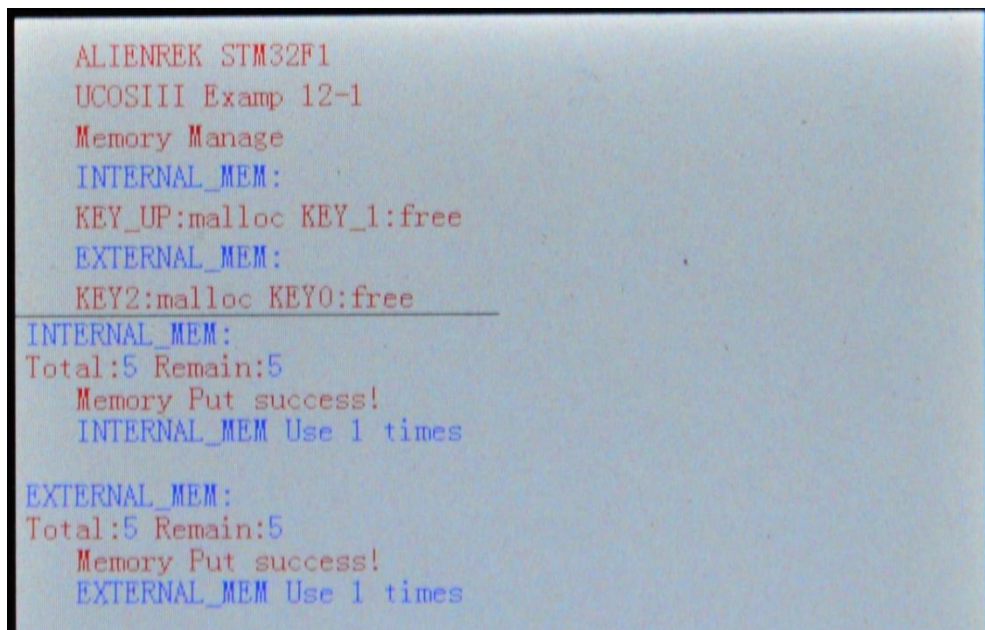 ALIENREK STM32F1
UCOSIII Examp 12-1
Memory Manage
INTERNAL_MEM:
KEY_UP:malloc KEY_1:free
EXTERNAL_MEM:
KEY2:malloc KEY0:free
INTERNAL_MEM:
Total:5 Remain:5
Memory Put success!
INTERNAL_MEM Use 1 times
EXTERNAL_MEM:
Total:5 Remain:5
Memory Put success!
EXTERNAL_MEM Use 1 times